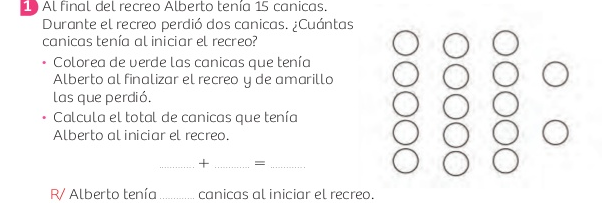 1 Al final del recreo Alberto tenía 15 canicas.
Durante el recreo perdió dos canicas. ¿Cuántas
canicas tenía al iniciar el recreo?
• Colorea de verde las canicas que tenía
Alberto al finalizar el recreo y de amarillo
las que perdió.
• Calcula el total de canicas que tenía
Alberto al iniciar el recreo.
............. + ............. = .............
R/ Alberto tenía ............. canicas al iniciar el recreo.